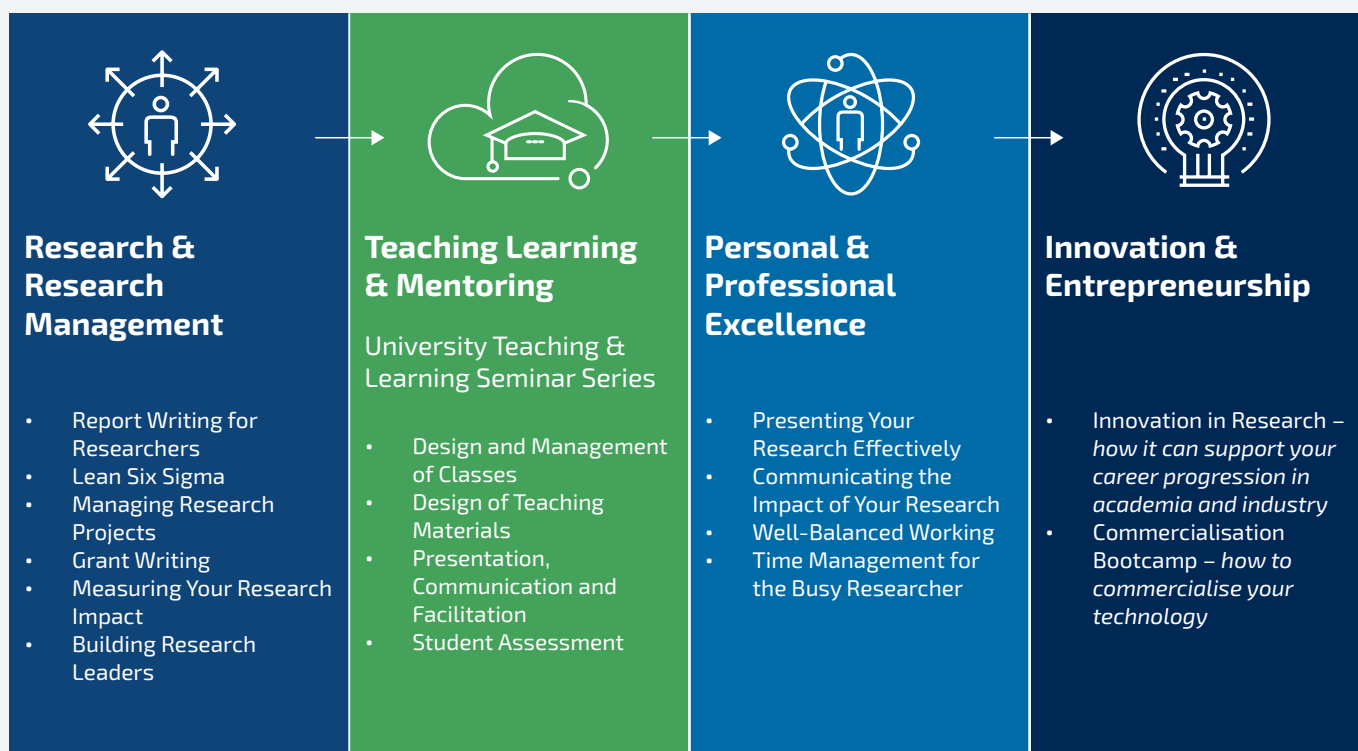 Research &
Research
Management
• Report Writing for
Researchers
• Lean Six Sigma
• Managing Research
Projects
• Grant Writing
• Measuring Your Research
Impact
• Building Research
Leaders
Teaching Learning
& Mentoring
University Teaching &
Learning Seminar Series
• Design and Management
of Classes
• Design of Teaching
Materials
• Presentation,
Communication and
Facilitation
• Student Assessment
Personal &
Professional
Excellence
• Presenting Your
Research Effectively
• Communicating the
Impact of Your Research
• Well-Balanced Working
• Time Management for
the Busy Researcher
Innovation &
Entrepreneurship
• Innovation in Research –
how it can support your
career progression in
academia and industry
• Commercialisation
Bootcamp – how to
commercialise your
technology